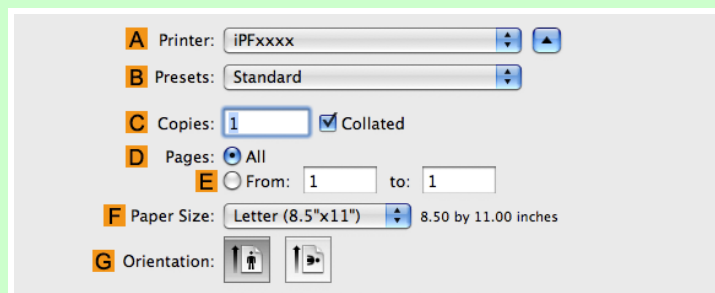 A Printer: iPFxxxx
B Presets: Standard
C Copies: 1 Collated
D Pages: All
E From: 1 to: 1
F Paper Size: Letter (8.5"x11") 8.50 by 11.00 inches
G Orientation: